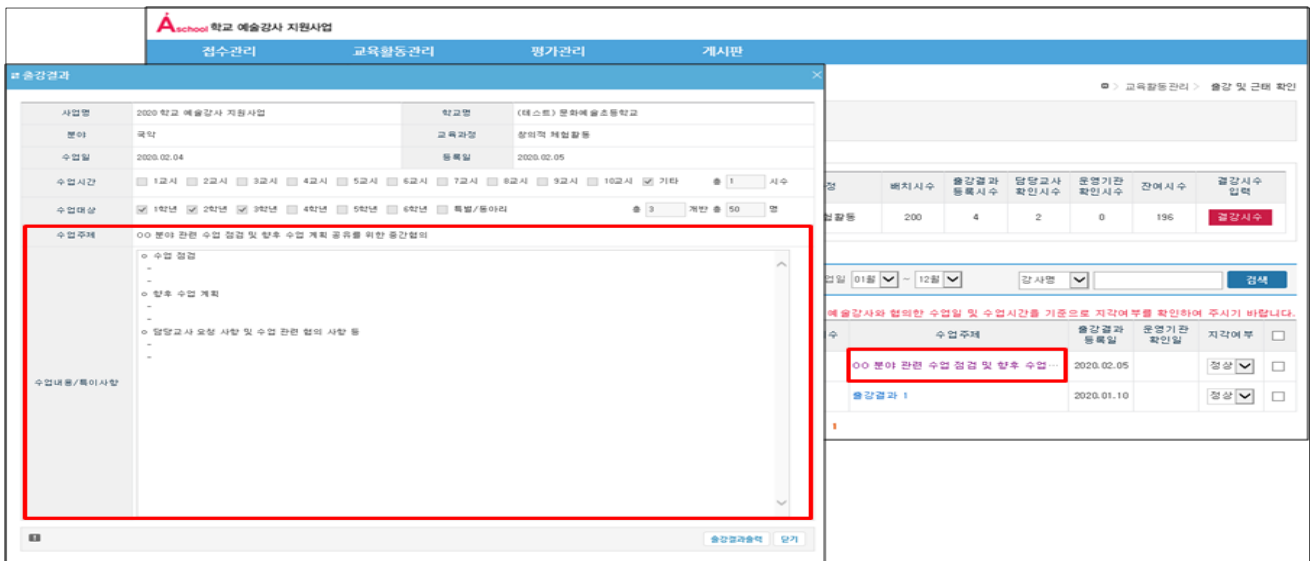 Aschool 학교 예술강사 지원사업
접수관리 교육활동관리 평가관리 게시판
출강결과 ×
> 교육활동관리 > 출강 및 근태 확인
사업명 2020 학교 예술강사 지원사업 학교명 (테스트) 문화예술초등학교
분야 국악 교육과정 창의적 체험활동
수업일 2020.02.04 등록일 2020.02.05
수업시간 1교시 2교시 3교시 4교시 5교시 6교시 7교시 8교시 9교시 10교시 기타 총 1 시수
수업대상 1학년 2학년 3학년 4학년 5학년 6학년 특별/동아리 총 3 개반 총 50 명
수업주제 OO 분야 관련 수업 점검 및 향후 수업 계획 공유를 위한 중간협의
수업내용/특이사항
o 수업 점검
-
-
o 향후 수업 계획
-
-
o 담당교사 요청 사항 및 수업 관련 협의 사항 등
-
-
출강결과출력 닫기
정 배치시수 출강결과 등록시수 담당교사 확인시수 운영기관 확인시수 잔여시수 결강시수 입력
험활동 200 4 2 0 196 결강시수
업일 01월 ~ 12월 강사명 검색
예술강사와 협의한 수업일 및 수업시간을 기준으로 지각여부를 확인하여 주시기 바랍니다.
수 수업주제 출강결과 등록일 운영기관 확인일 지각여부
OO 분야 관련 수업 점검 및 향후 수업… 2020.02.05 정상
출강결과 1 2020.01.10 정상
1